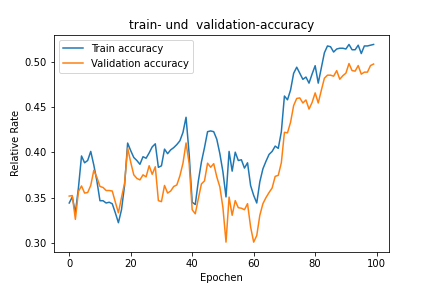 train- und  validation-accuracy
Train accuracy
Validation accuracy
Relative Rate
0.50
0.45
0.40
0.35
0.30
0
20
40
60
80
100
Epochen